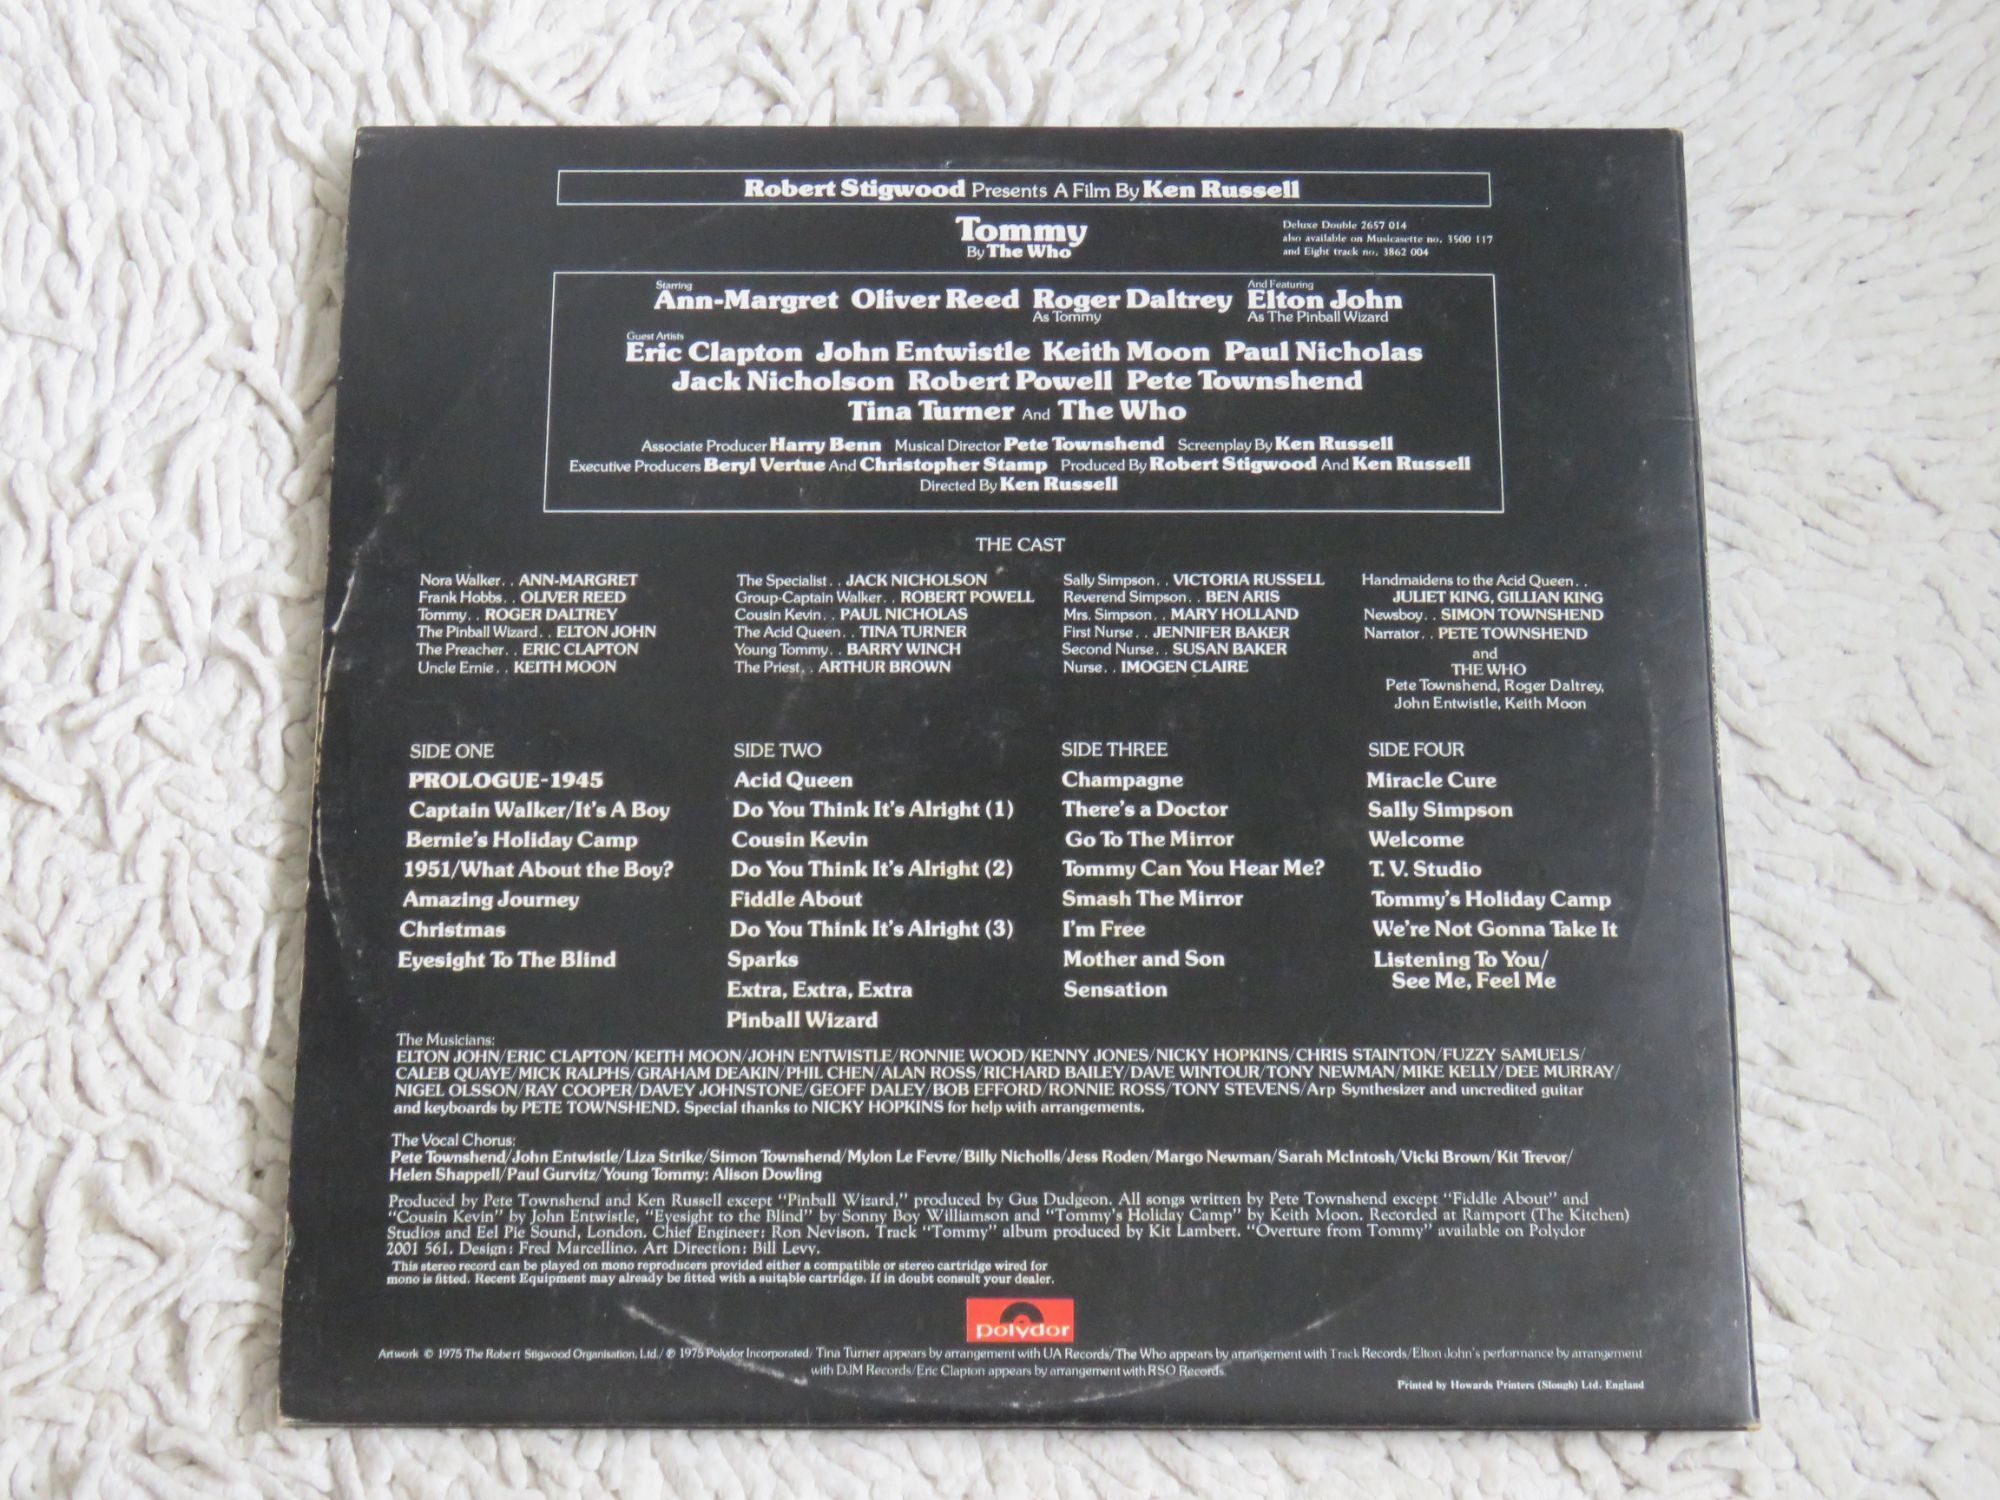 Robert Stigwood Presents A Film By Ken Russell
Tommy
By The Who
Deluxe Double 2657 014
also available on Musicasette no. 3500 117
and Eight track no. 3862 004
Starring
Ann-Margret Oliver Reed Roger Daltrey
As Tommy
And Featuring
Elton John
As The Pinball Wizard
Guest Artists
Eric Clapton John Entwistle Keith Moon Paul Nicholas
Jack Nicholson Robert Powell Pete Townshend
Tina Turner And The Who
Associate Producer Harry Benn Musical Director Pete Townshend Screenplay By Ken Russell
Executive Producers Beryl Vertue And Christopher Stamp Produced By Robert Stigwood And Ken Russell
Directed By Ken Russell
THE CAST
Nora Walker. . ANN-MARGRET
Frank Hobbs. . OLIVER REED
Tommy. . ROGER DALTREY
The Pinball Wizard. . ELTON JOHN
The Preacher. . ERIC CLAPTON
Uncle Ernie. . KEITH MOON
The Specialist. . JACK NICHOLSON
Group-Captain Walker. . ROBERT POWELL
Cousin Kevin. . PAUL NICHOLAS
The Acid Queen. . TINA TURNER
Young Tommy. . BARRY WINCH
The Priest. . ARTHUR BROWN
Sally Simpson. . VICTORIA RUSSELL
Reverend Simpson. . BEN ARIS
Mrs. Simpson. . MARY HOLLAND
First Nurse. . JENNIFER BAKER
Second Nurse. . SUSAN BAKER
Nurse. . IMOGEN CLAIRE
Handmaidens to the Acid Queen. .
JULIET KING, GILLIAN KING
Newsboy. . SIMON TOWNSHEND
Narrator. . PETE TOWNSHEND
and
THE WHO
Pete Townshend, Roger Daltrey,
John Entwistle, Keith Moon
SIDE ONE
PROLOGUE-1945
Captain Walker/It's A Boy
Bernie's Holiday Camp
1951/What About the Boy?
Amazing Journey
Christmas
Eyesight To The Blind
SIDE TWO
Acid Queen
Do You Think It's Alright (1)
Cousin Kevin
Do You Think It's Alright (2)
Fiddle About
Do You Think It's Alright (3)
Sparks
Extra, Extra, Extra
Pinball Wizard
SIDE THREE
Champagne
There's a Doctor
Go To The Mirror
Tommy Can You Hear Me?
Smash The Mirror
I'm Free
Mother and Son
Sensation
SIDE FOUR
Miracle Cure
Sally Simpson
Welcome
T. V. Studio
Tommy's Holiday Camp
We're Not Gonna Take It
Listening To You/
See Me, Feel Me
The Musicians:
ELTON JOHN/ERIC CLAPTON/KEITH MOON/JOHN ENTWISTLE/RONNIE WOOD/KENNY JONES/NICKY HOPKINS/CHRIS STAINTON/FUZZY SAMUELS/
CALEB QUAYE/MICK RALPHS/GRAHAM DEAKIN/PHIL CHEN/ALAN ROSS/RICHARD BAILEY/DAVE WINTOUR/TONY NEWMAN/MIKE KELLY/DEE MURRAY/
NIGEL OLSSON/RAY COOPER/DAVEY JOHNSTONE/GEOFF DALEY/BOB EFFORD/RONNIE ROSS/TONY STEVENS/Arp Synthesizer and uncredited guitar
and keyboards by PETE TOWNSHEND. Special thanks to NICKY HOPKINS for help with arrangements.
The Vocal Chorus:
Pete Townshend/John Entwistle/Liza Strike/Simon Townshend/Mylon Le Fevre/Billy Nicholls/Jess Roden/Margo Newman/Sarah McIntosh/Vicki Brown/Kit Trevor/
Helen Shappell/Paul Gurvitz/Young Tommy: Alison Dowling
Produced by Pete Townshend and Ken Russell except "Pinball Wizard," produced by Gus Dudgeon. All songs written by Pete Townshend except "Fiddle About" and
"Cousin Kevin" by John Entwistle, "Eyesight to the Blind" by Sonny Boy Williamson and "Tommy's Holiday Camp" by Keith Moon. Recorded at Ramport (The Kitchen)
Studios and Eel Pie Sound, London. Chief Engineer: Ron Nevison. Track "Tommy" album produced by Kit Lambert. "Overture from Tommy" available on Polydor
2001 561. Design: Fred Marcellino. Art Direction: Bill Levy.
This stereo record can be played on mono reproducers provided either a compatible or stereo cartridge wired for
mono is fitted. Recent Equipment may already be fitted with a suitable cartridge. If in doubt consult your dealer.
polydor
Artwork © 1975 The Robert Stigwood Organisation, Ltd./ ℗ 1975 Polydor Incorporated/ Tina Turner appears by arrangement with UA Records/The Who appears by arrangement with Track Records/Elton John's performance by arrangement
with DJM Records/Eric Clapton appears by arrangement with RSO Records
Printed by Howards Printers (Slough) Ltd. England